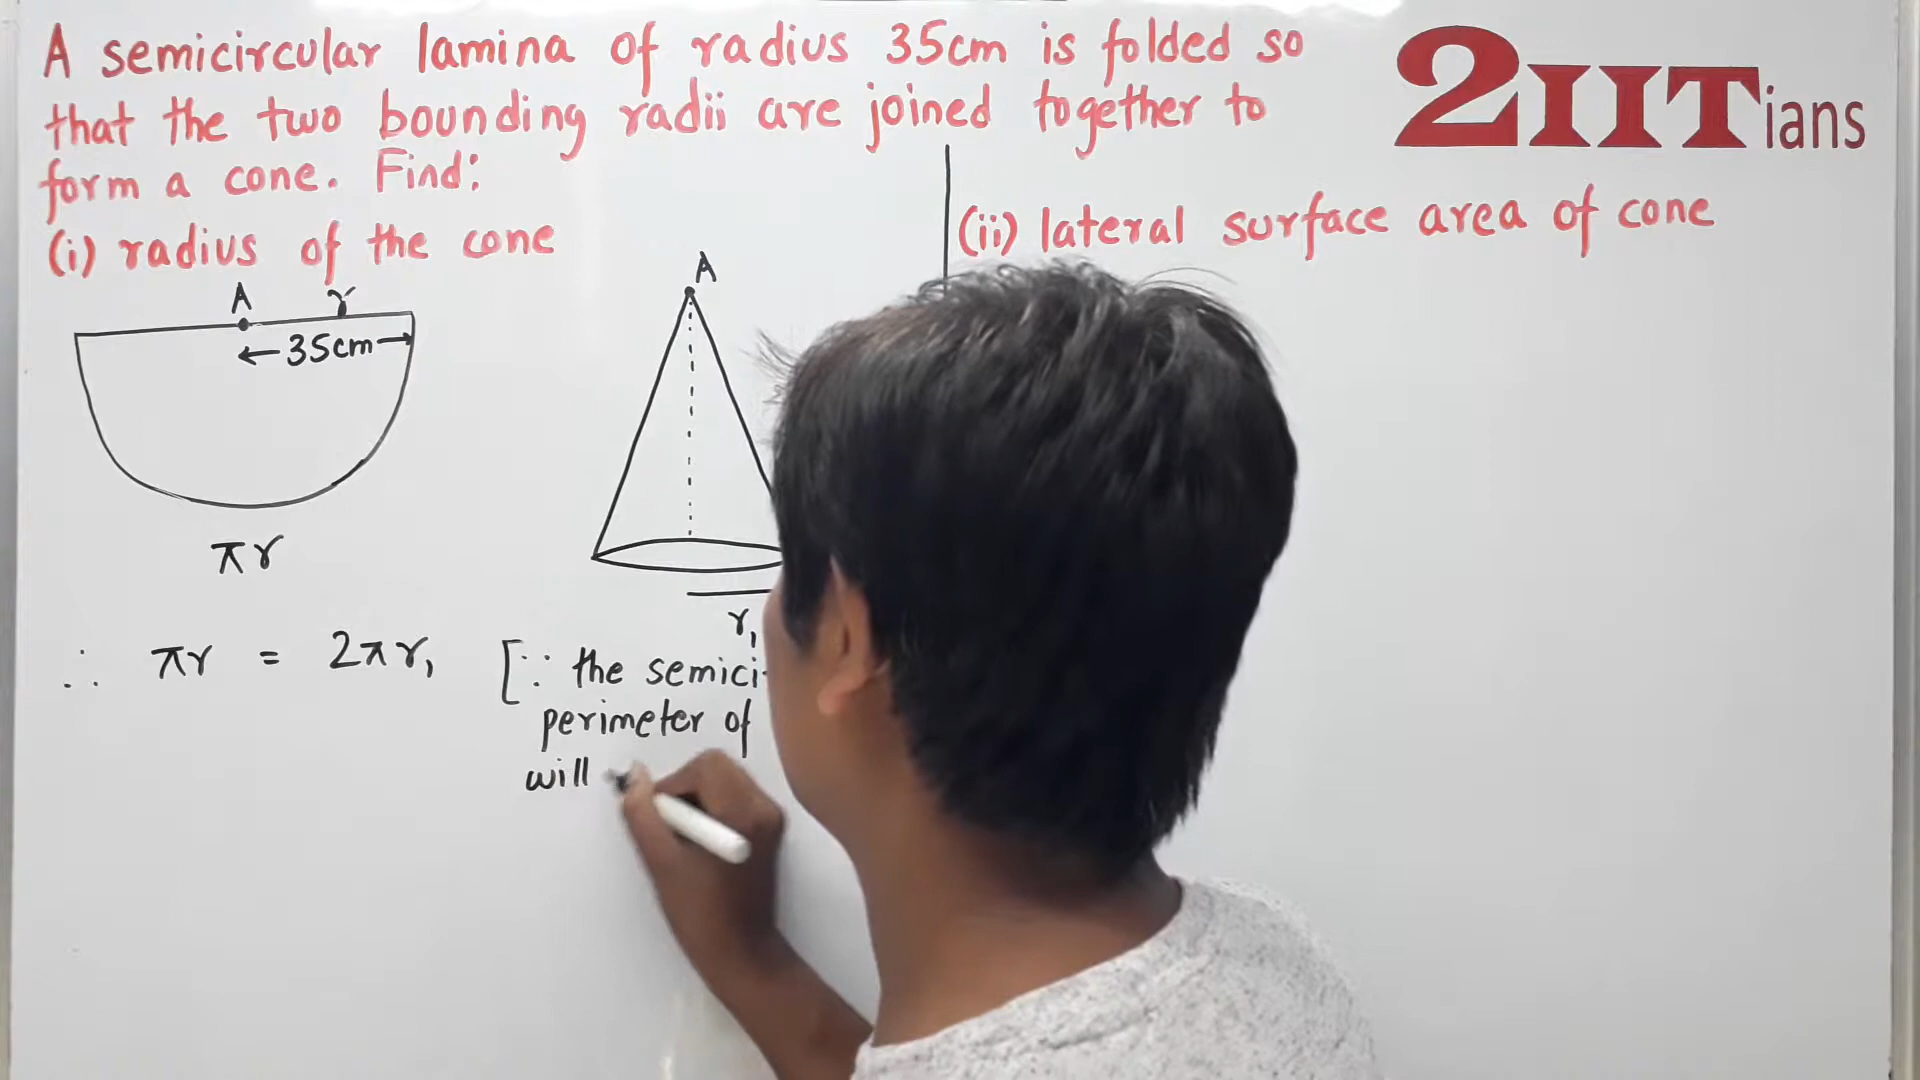 A semicircular lamina of radius 35cm is folded so
that the two bounding radii are joined together to
form a cone. Find:
(i) radius of the cone
2IITians
(ii) lateral surface area of cone
A r
←35cm→
A
πr
r₁
∴ πr = 2πr₁ [∵ the
perimeter of
will